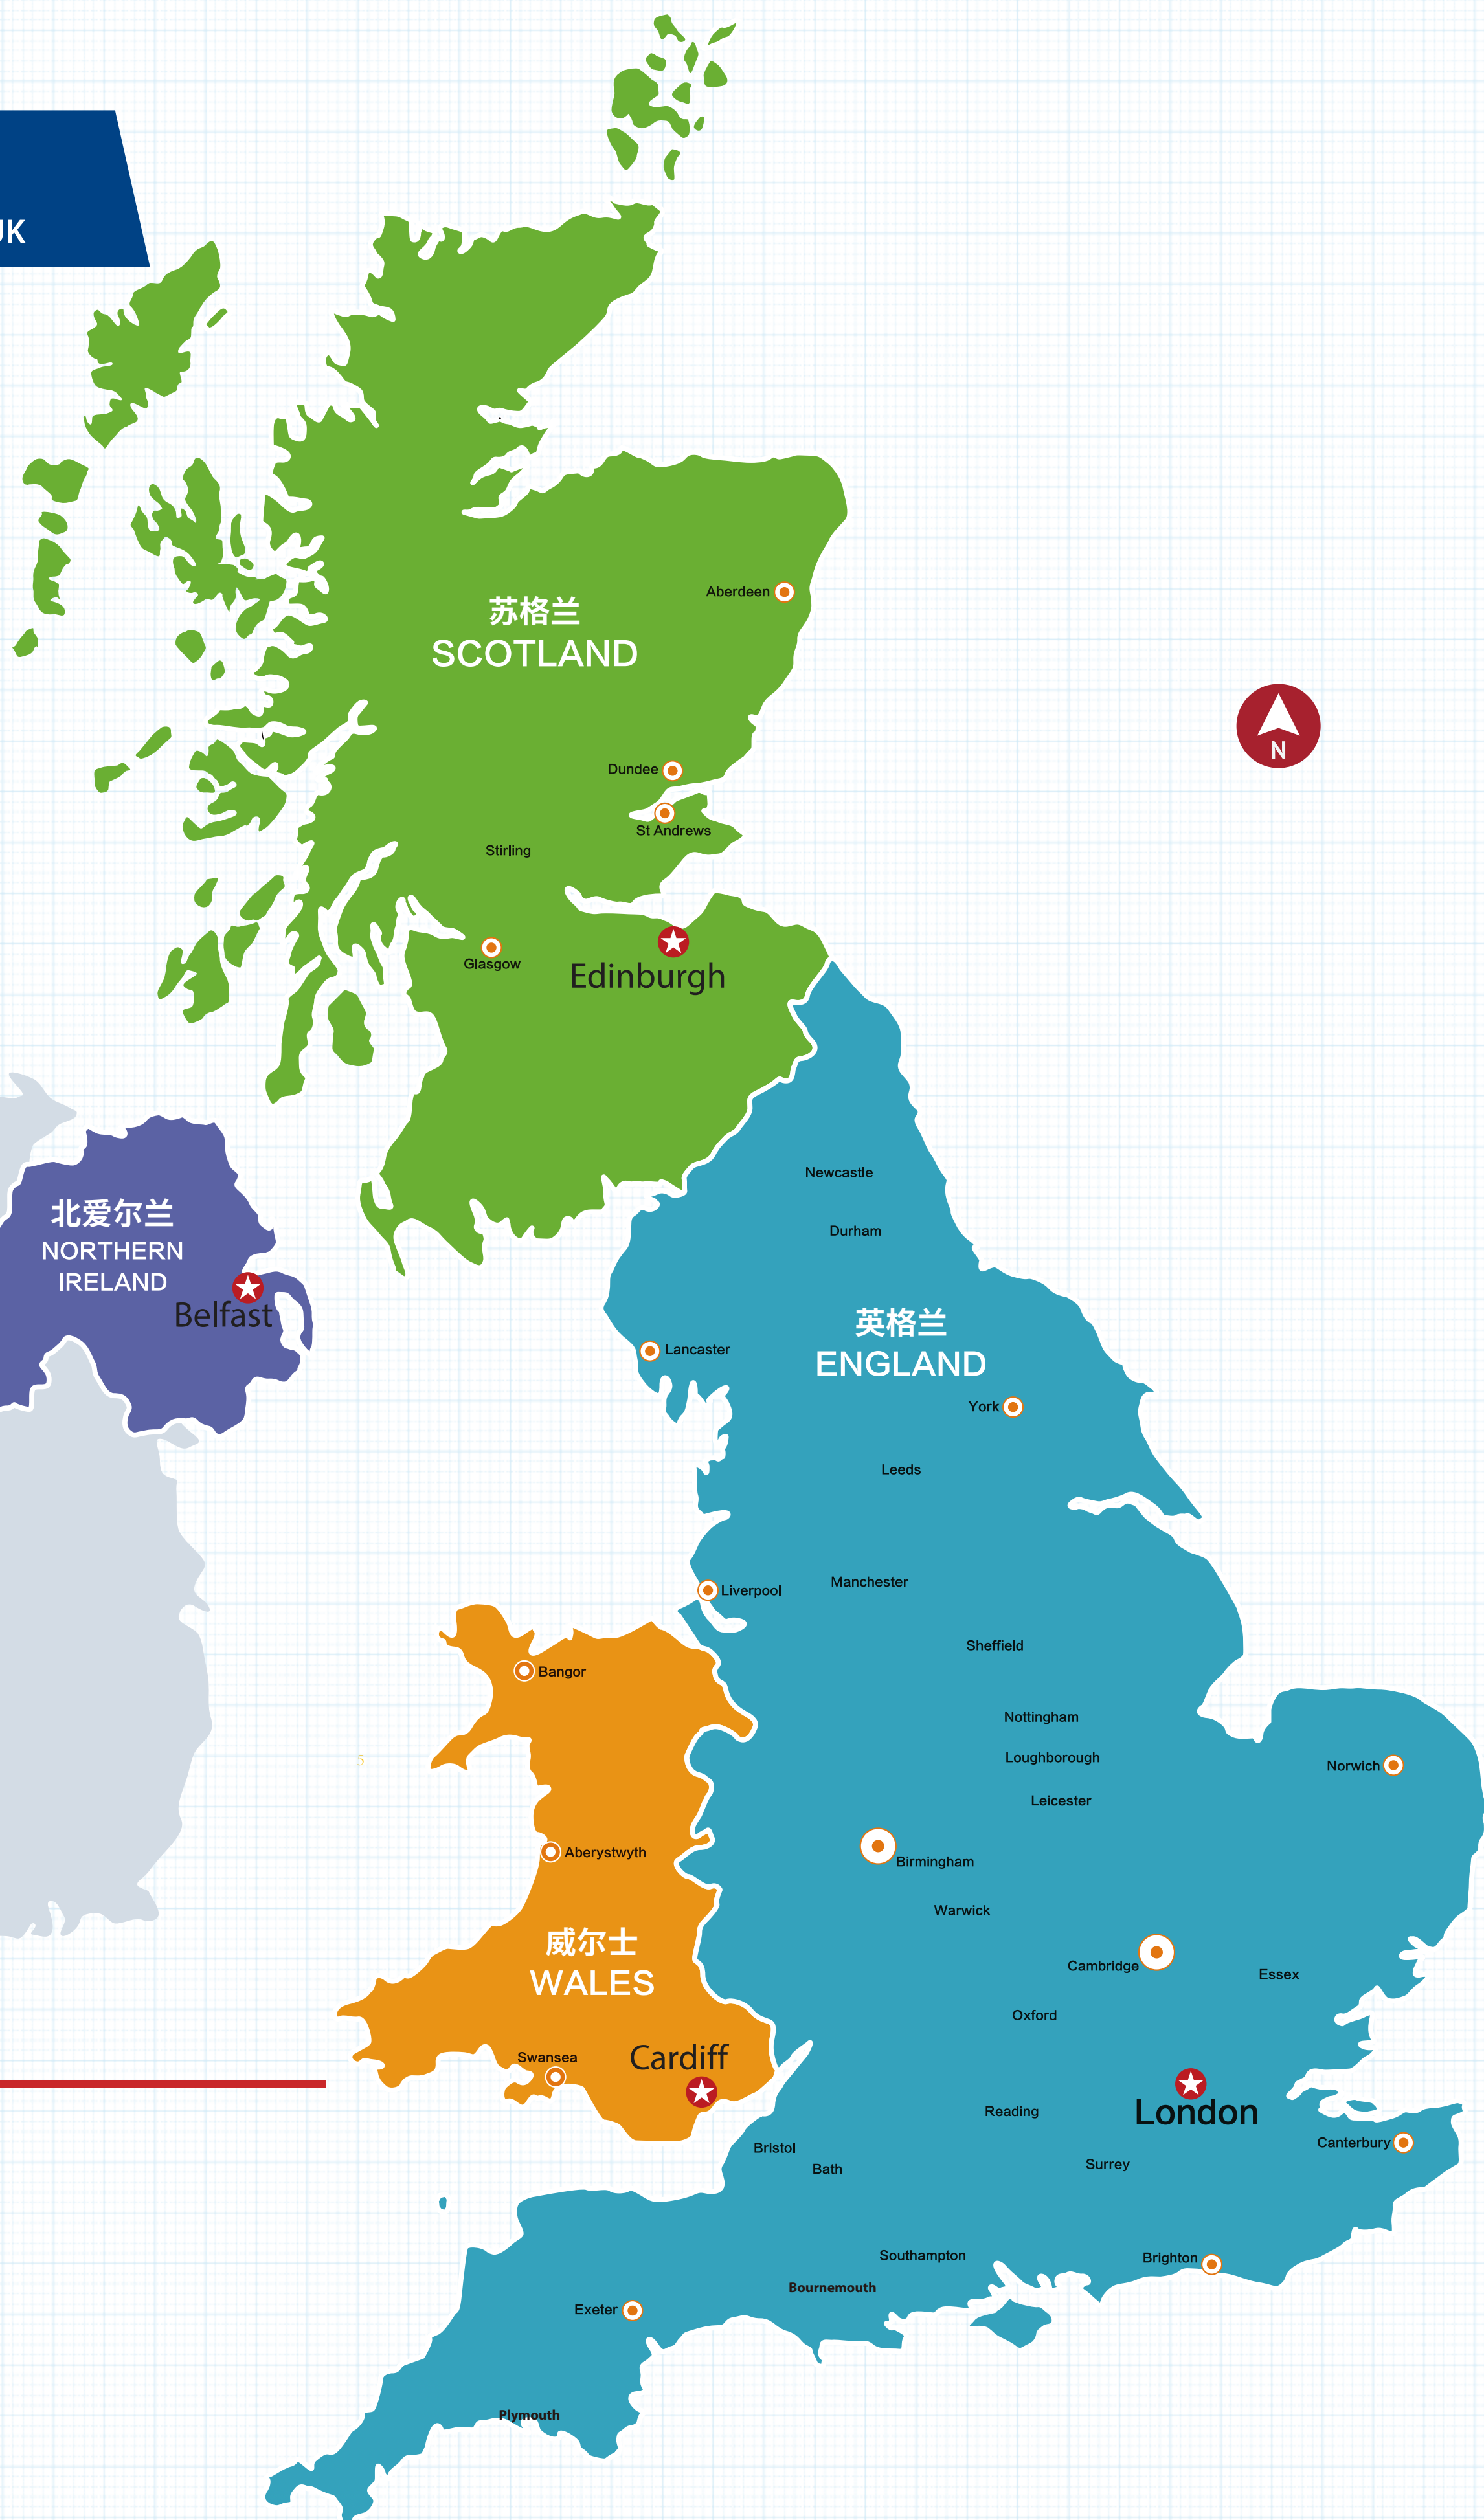 UK
Aberdeen
苏格兰
SCOTLAND
N
Dundee
St Andrews
Stirling
Glasgow
Edinburgh
Newcastle
北爱尔兰
NORTHERN
IRELAND
Durham
Belfast
英格兰
ENGLAND
Lancaster
York
Leeds
Manchester
Liverpool
Sheffield
Bangor
Nottingham
Loughborough
5
Norwich
Leicester
Aberystwyth
Birmingham
Warwick
威尔士
WALES
Cambridge
Essex
Oxford
Swansea
Cardiff
Reading
London
Canterbury
Bristol
Bath
Surrey
Southampton
Brighton
Bournemouth
Exeter
Plymouth